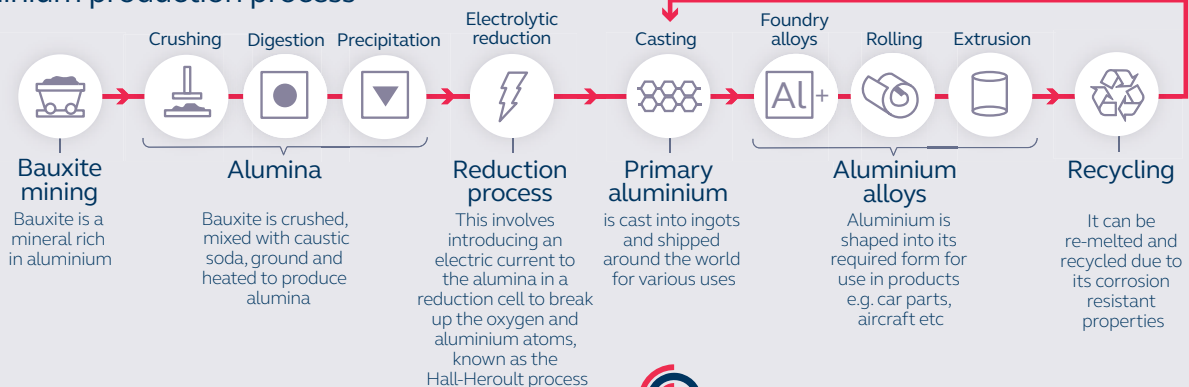 Crushing
Digestion
Precipitation
Electrolytic
reduction
Casting
Foundry
alloys
Rolling
Extrusion
Al+
Bauxite
mining
Bauxite is a
mineral rich
in aluminium
Alumina
Bauxite is crushed,
mixed with caustic
soda, ground and
heated to produce
alumina
Reduction
process
This involves
introducing an
electric current to
the alumina in a
reduction cell to break
up the oxygen and
aluminium atoms,
known as the
Hall-Heroult process
Primary
aluminium
is cast into ingots
and shipped
around the world
for various uses
Aluminium
alloys
Aluminium is
shaped into its
required form for
use in products
e.g. car parts,
aircraft etc
Recycling
It can be
re-melted and
recycled due to
its corrosion
resistant
properties